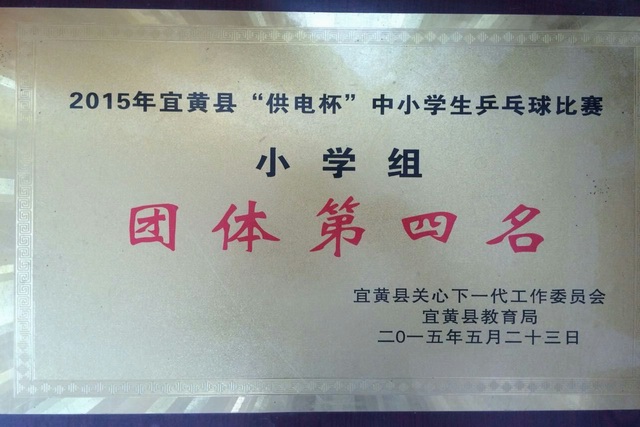 2015年宜黄县“供电杯”中小学生乒乓球比赛
小学组
团体第四名
宜黄县关心下一代工作委员会
宜黄县教育局
二〇一五年五月二十三日